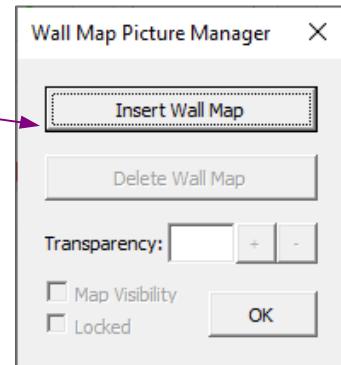 Wall Map Picture Manager
Insert Wall Map
Delete Wall Map
Transparency: + -
Map Visibility
Locked
OK